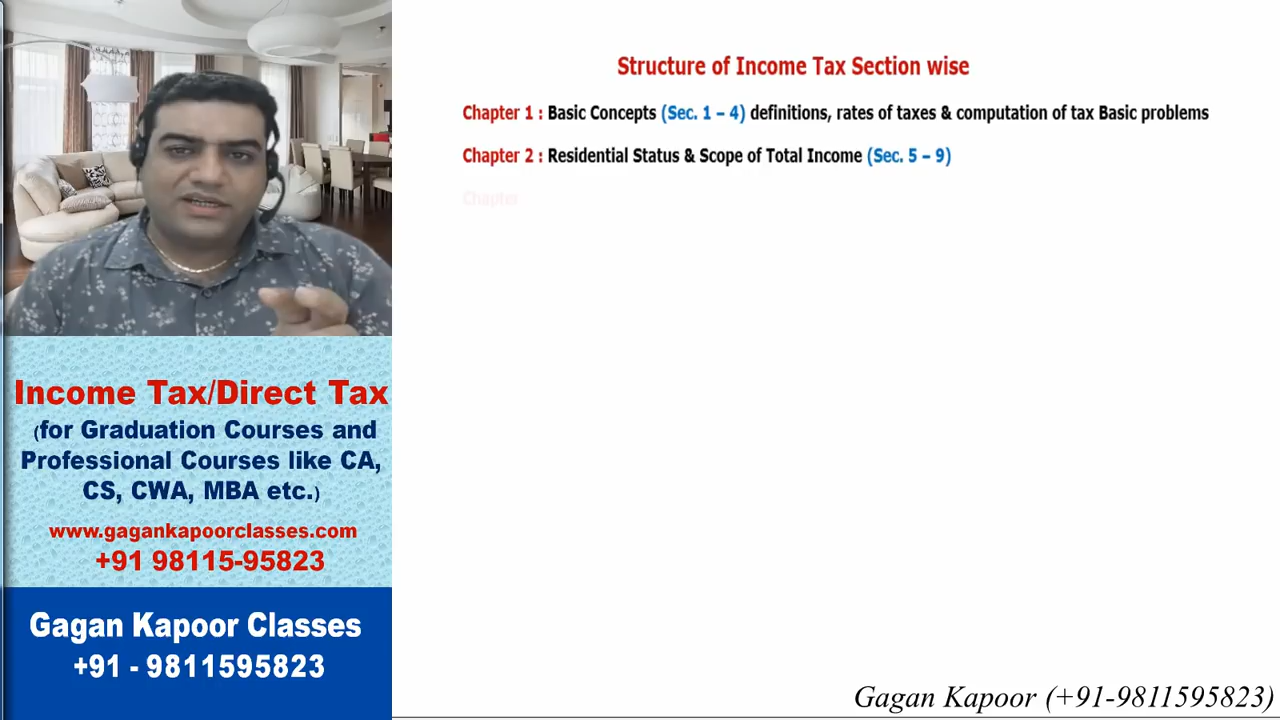 Structure of Income Tax Section wise
Chapter 1 : Basic Concepts (Sec. 1 – 4) definitions, rates of taxes & computation of tax Basic problems
Chapter 2 : Residential Status & Scope of Total Income (Sec. 5 – 9)
Chapter
Income Tax/Direct Tax
(for Graduation Courses and
Professional Courses like CA,
CS, CWA, MBA etc.)
www.gagankapoorclasses.com
+91 98115-95823
Gagan Kapoor Classes
+91 - 9811595823
Gagan Kapoor (+91-9811595823)